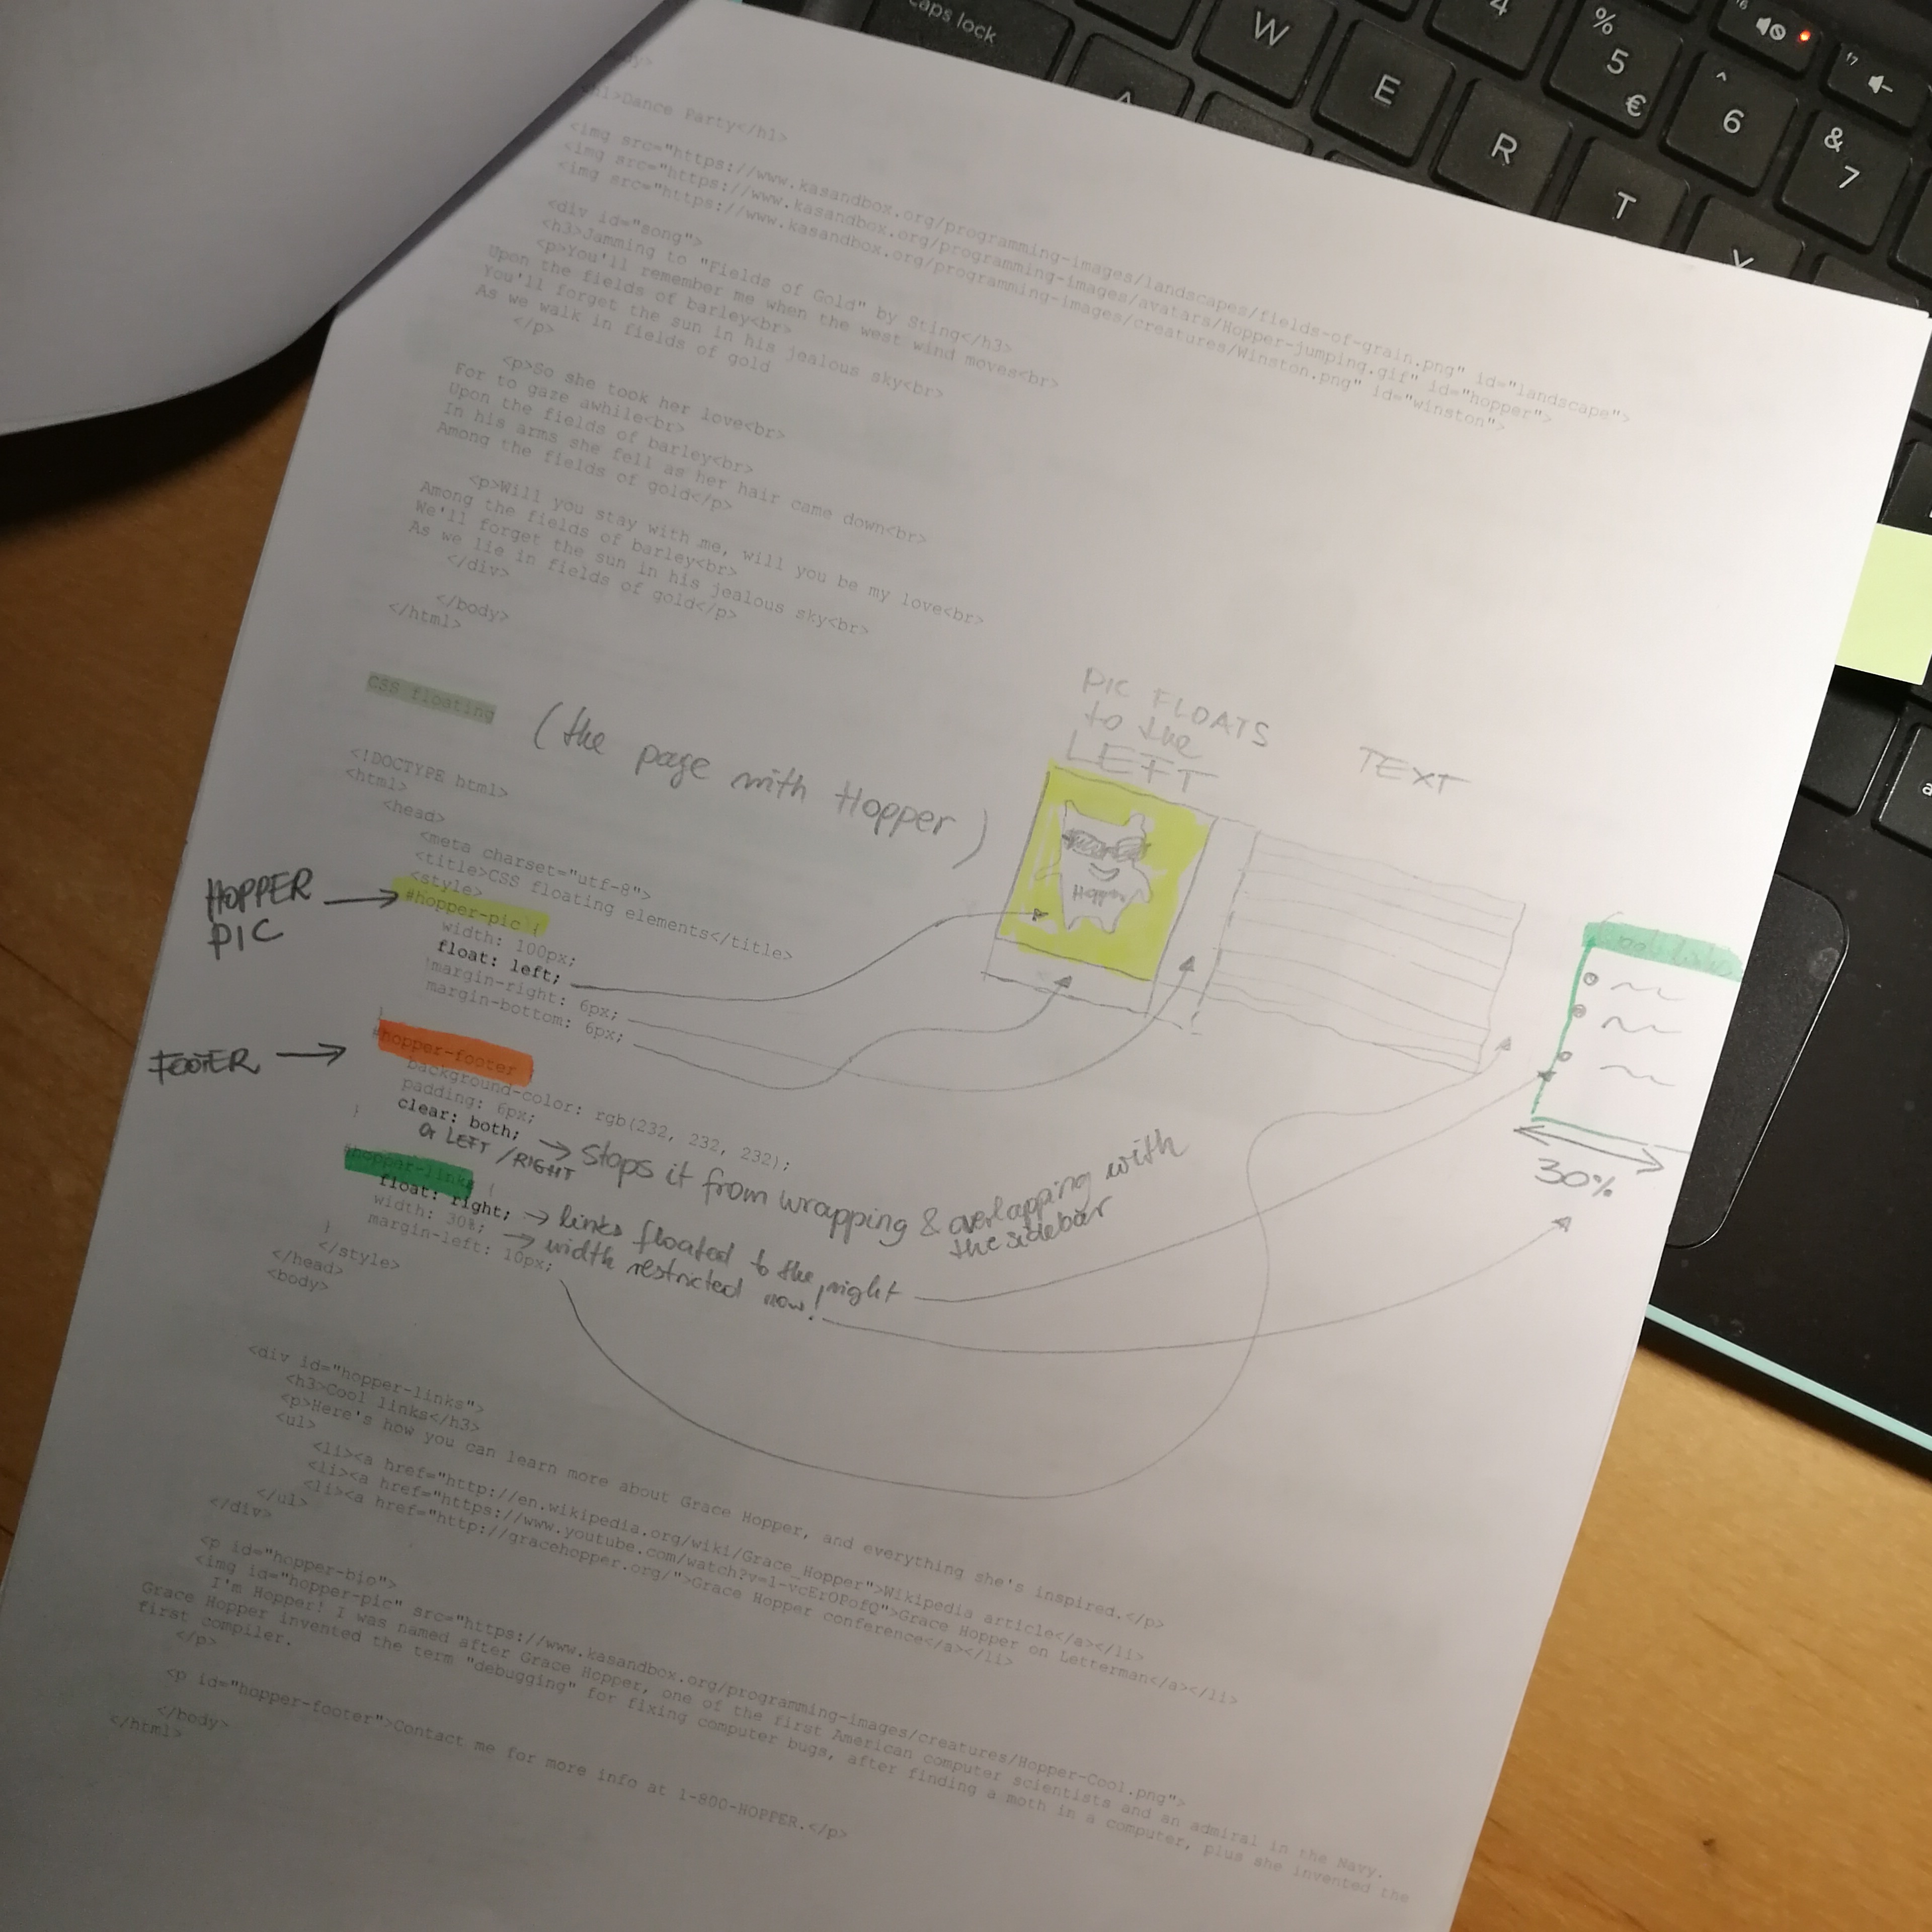 caps lock
W
E
R
T
Y
A
4
%
5
€
^
6
&
7
<h1>Dance Party</h1>
<img src="https://www.kasandbox.org/programming-images/landscapes/fields-of-grain.png" id="landscape">
<img src="https://www.kasandbox.org/programming-images/avatars/Hopper-jumping.gif" id="hopper">
<img src="https://www.kasandbox.org/programming-images/creatures/Winston.png" id="winston">
<div id="song">
<h3>Jamming to "Fields of Gold" by Sting</h3>
<p>You'll remember me when the west wind moves<br>
Upon the fields of barley<br>
You'll forget the sun in his jealous sky<br>
As we walk in fields of gold
</p>
<p>So she took her love<br>
For to gaze awhile<br>
Upon the fields of barley<br>
In his arms she fell as her hair came down<br>
Among the fields of gold</p>
<p>Will you stay with me, will you be my love<br>
Among the fields of barley<br>
We'll forget the sun in his jealous sky<br>
As we lie in fields of gold</p>
</div>
</body>
</html>
CSS floating
(the page with Hopper)
PIC FLOATS
to the
LEFT
TEXT
Hopper
<!DOCTYPE html>
<html>
<head>
<meta charset="utf-8">
<title>CSS floating elements</title>
<style>
HOPPER
PIC
#hopper-pic {
width: 100px;
float: left;
margin-right: 6px;
margin-bottom: 6px;
}
FOOTER
#hopper-footer {
background-color: rgb(232, 232, 232);
padding: 6px;
clear: both; → stops it from wrapping & overlapping with
the sidebar
or LEFT/RIGHT
}
#hopper-links {
float: right; → links floated to the right
width: 30%; → width restricted now!
margin-left: 10px;
}
30%
</style>
</head>
<body>
<div id="hopper-links">
<h3>Cool links</h3>
<p>Here's how you can learn more about Grace Hopper, and everything she's inspired.</p>
<ul>
<li><a href="http://en.wikipedia.org/wiki/Grace_Hopper">Wikipedia article</a></li>
<li><a href="https://www.youtube.com/watch?v=1-vcErOPofQ">Grace Hopper on Letterman</a></li>
<li><a href="http://gracehopper.org/">Grace Hopper conference</a></li>
</ul>
</div>
<p id="hopper-bio">
<img id="hopper-pic" src="https://www.kasandbox.org/programming-images/creatures/Hopper-Cool.png">
I'm Hopper! I was named after Grace Hopper, one of the first American computer scientists and an admiral in the Navy.
Grace Hopper invented the term "debugging" for fixing computer bugs, after finding a moth in a computer, plus she invented the
first compiler.
</p>
<p id="hopper-footer">Contact me for more info at 1-800-HOPPER.</p>
</body>
</html>